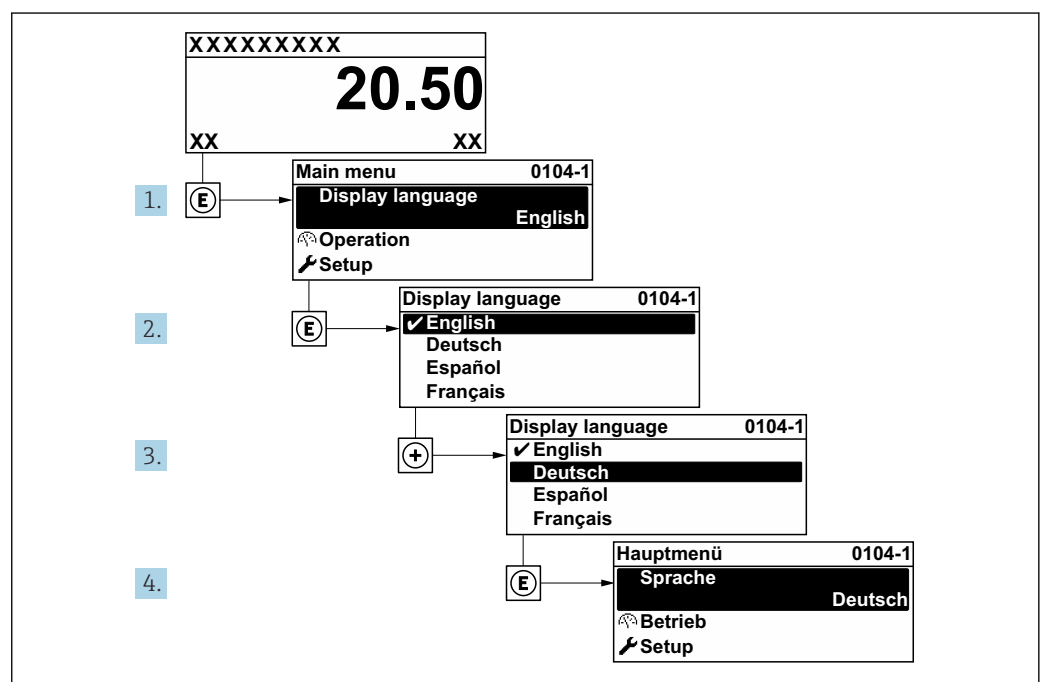 XXXXXXXXX
20.50
XX XX
1. E
Main menu 0104-1
Display language
English
Operation
Setup
2. E
Display language 0104-1
✔English
Deutsch
Español
Français
3. +
Display language 0104-1
✔English
Deutsch
Español
Français
4. E
Hauptmenü 0104-1
Sprache
Deutsch
Betrieb
Setup